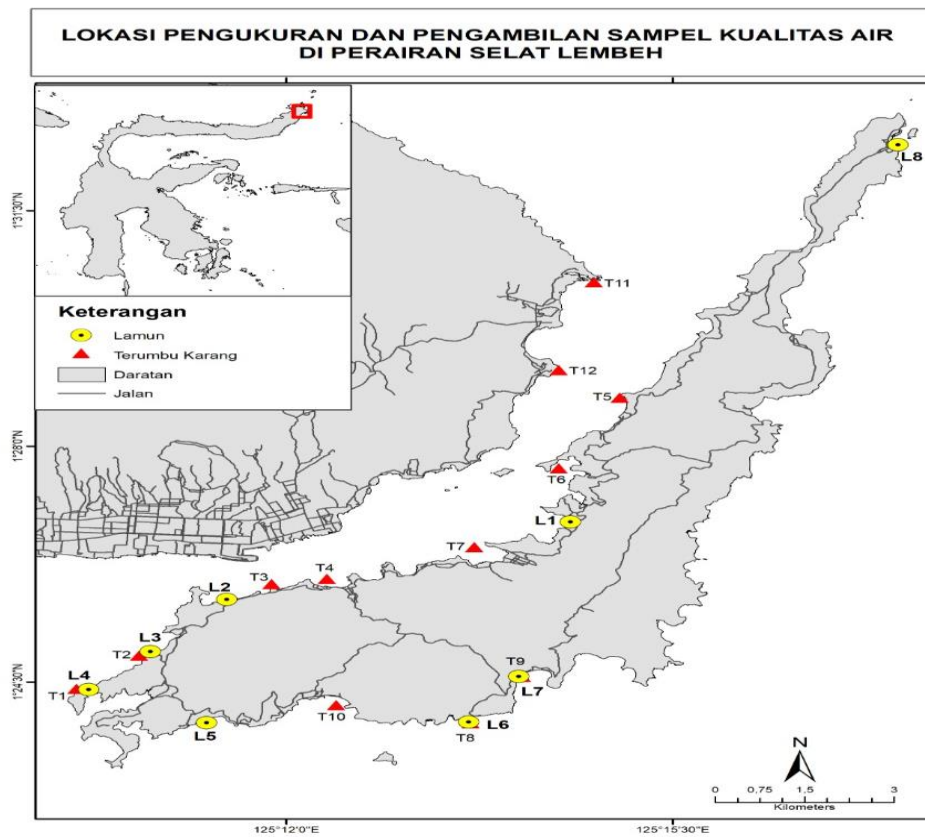 LOKASI PENGUKURAN DAN PENGAMBILAN SAMPEL KUALITAS AIR
DI PERAIRAN SELAT LEMBEH
Keterangan
Lamun
Terumbu Karang
Daratan
Jalan
1°31'30"N
1°28'0"N
1°24'30"N
L8
T11
T12
T5
T6
L1
T7
T4
T3
L2
L3
T2
L4
T1
T9
L7
T10
L5
L6
T8
N
0 0,75 1,5 3
Kilometers
125°12'0"E
125°15'30"E